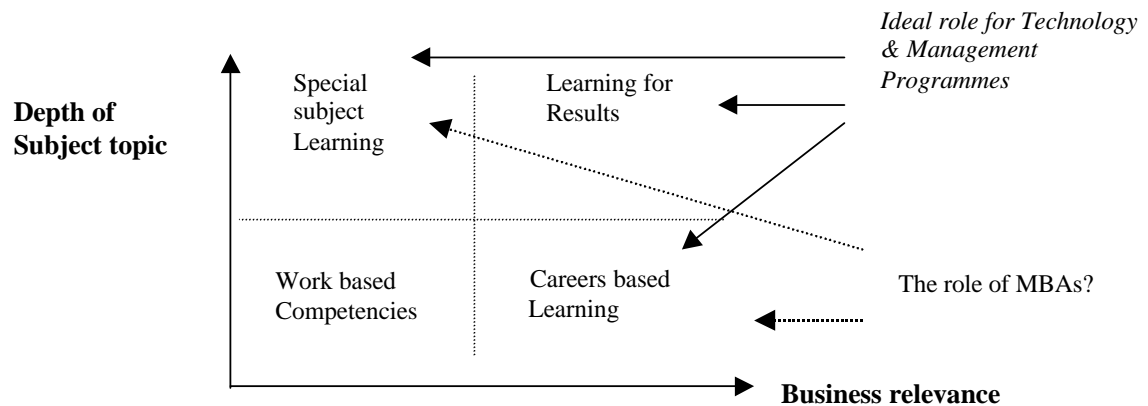 Ideal role for Technology
& Management
Programmes
Depth of
Subject topic
Special
subject
Learning
Learning for
Results
Work based
Competencies
Careers based
Learning
The role of MBAs?
Business relevance